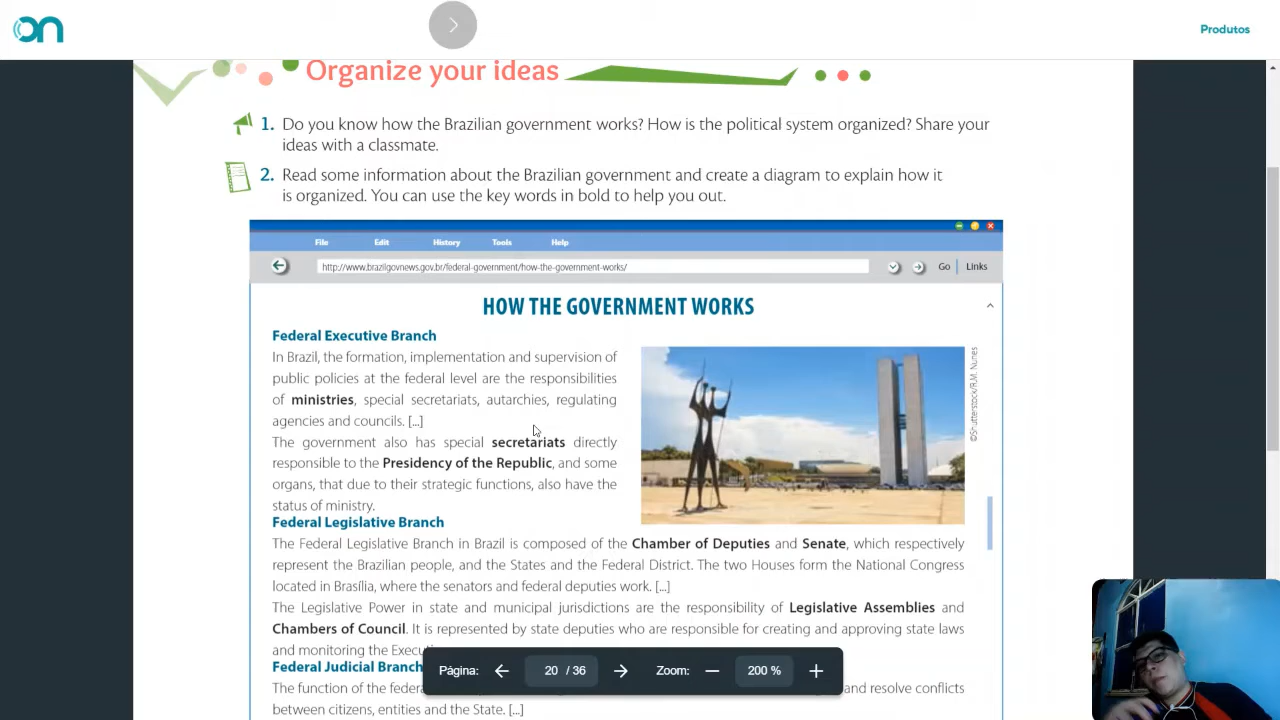 on
Produtos
Organize your ideas
1. Do you know how the Brazilian government works? How is the political system organized? Share your
ideas with a classmate.
2. Read some information about the Brazilian government and create a diagram to explain how it
is organized. You can use the key words in bold to help you out.
File Edit History Tools Help
http://www.brazilgovnews.gov.br/federal-government/how-the-government-works/ Go Links
HOW THE GOVERNMENT WORKS
Federal Executive Branch
In Brazil, the formation, implementation and supervision of
public policies at the federal level are the responsibilities
of ministries, special secretariats, autarchies, regulating
agencies and councils. [...]
The government also has special secretariats directly
responsible to the Presidency of the Republic, and some
organs, that due to their strategic functions, also have the
status of ministry.
©Shutterstock/R.M. Nunes
Federal Legislative Branch
The Federal Legislative Branch in Brazil is composed of the Chamber of Deputies and Senate, which respectively
represent the Brazilian people, and the States and the Federal District. The two Houses form the National Congress
located in Brasília, where the senators and federal deputies work. [...]
The Legislative Power in state and municipal jurisdictions are the responsibility of Legislative Assemblies and
Chambers of Council. It is represented by state deputies who are responsible for creating and approving state laws
and monitoring the
Federal Judicial Branch
The function of the and resolve conflicts
between citizens, entities and the State. [...]
Página: 20 / 36 Zoom: 200 %